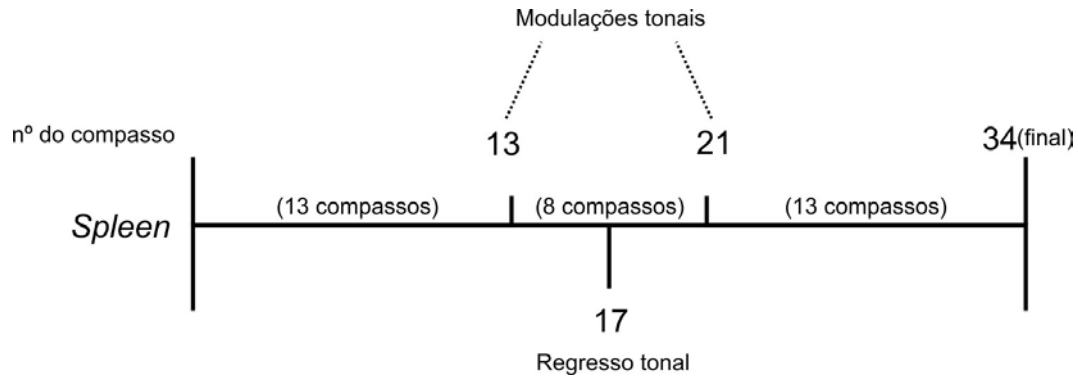 Modulações tonais
nº do compasso
13
21
34(final)
(13 compassos)
(8 compassos)
(13 compassos)
Spleen
17
Regresso tonal